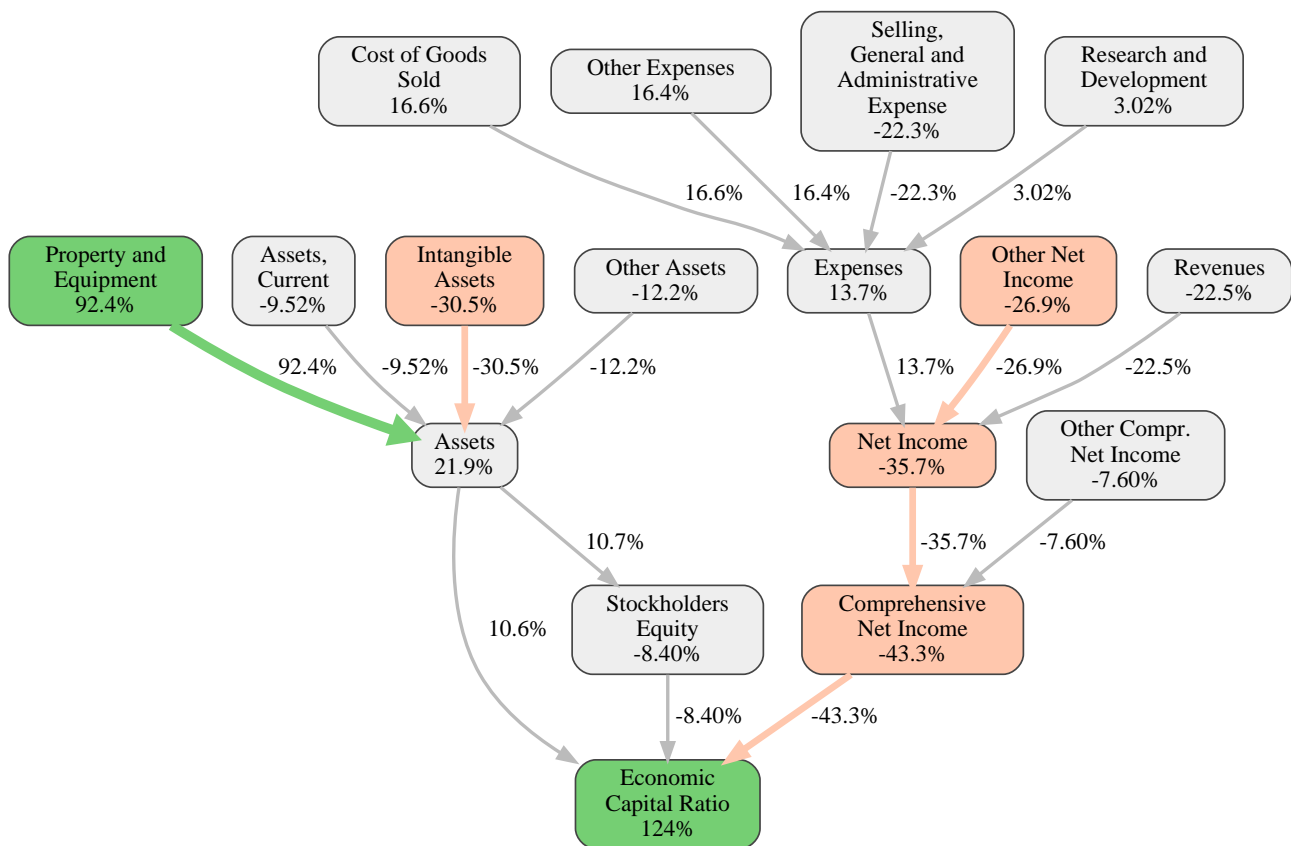 Cost of Goods
Sold
16.6%
Other Expenses
16.4%
Selling,
General and
Administrative
Expense
-22.3%
Research and
Development
3.02%
16.6%
16.4%
-22.3%
3.02%
Property and
Equipment
92.4%
Assets,
Current
-9.52%
Intangible
Assets
-30.5%
Other Assets
-12.2%
Expenses
13.7%
Other Net
Income
-26.9%
Revenues
-22.5%
92.4%
-9.52%
-30.5%
-12.2%
13.7%
-26.9%
-22.5%
Assets
21.9%
Net Income
-35.7%
Other Compr.
Net Income
-7.60%
10.7%
-35.7%
-7.60%
10.6%
Stockholders
Equity
-8.40%
Comprehensive
Net Income
-43.3%
-8.40%
-43.3%
Economic
Capital Ratio
124%